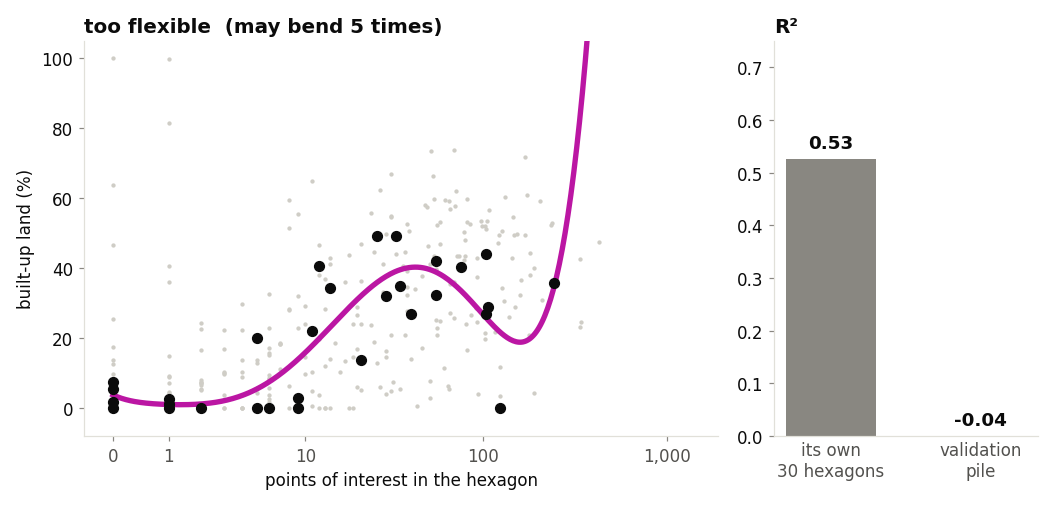 too flexible  (may bend 5 times)
100
80
60
40
20
0
built-up land (%)
0
1
10
100
1,000
points of interest in the hexagon
R²
0.7
0.6
0.5
0.4
0.3
0.2
0.1
0.0
0.53
-0.04
its own
30 hexagons
validation
pile